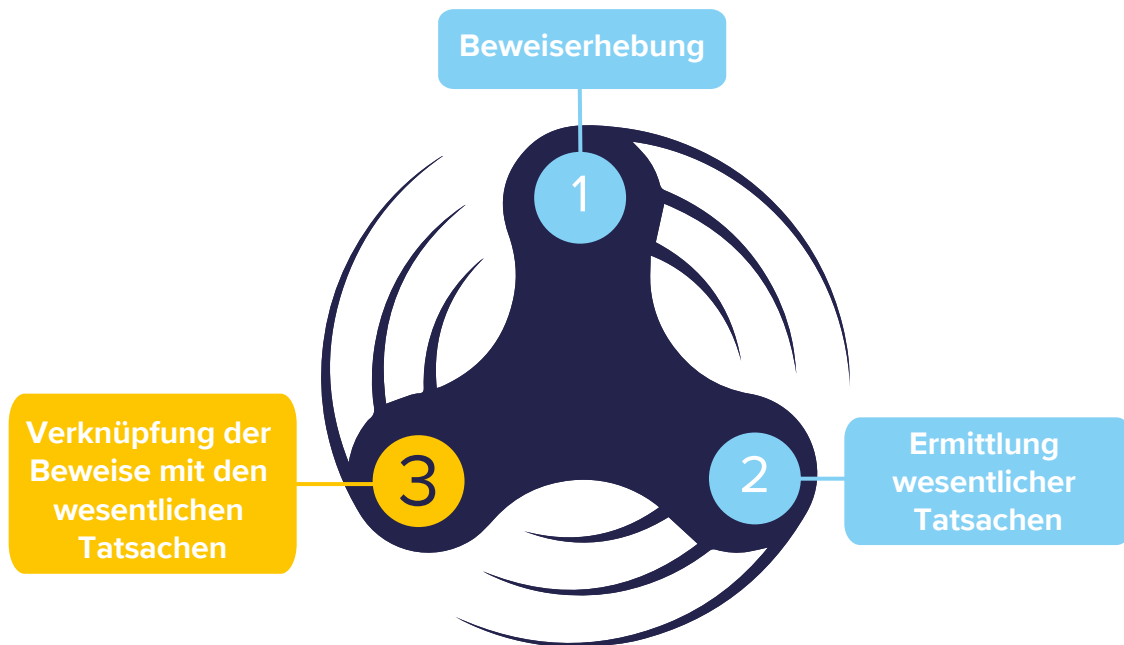 Beweiserhebung
1
Verknüpfung der
Beweise mit den
wesentlichen
Tatsachen
3
2
Ermittlung
wesentlicher
Tatsachen